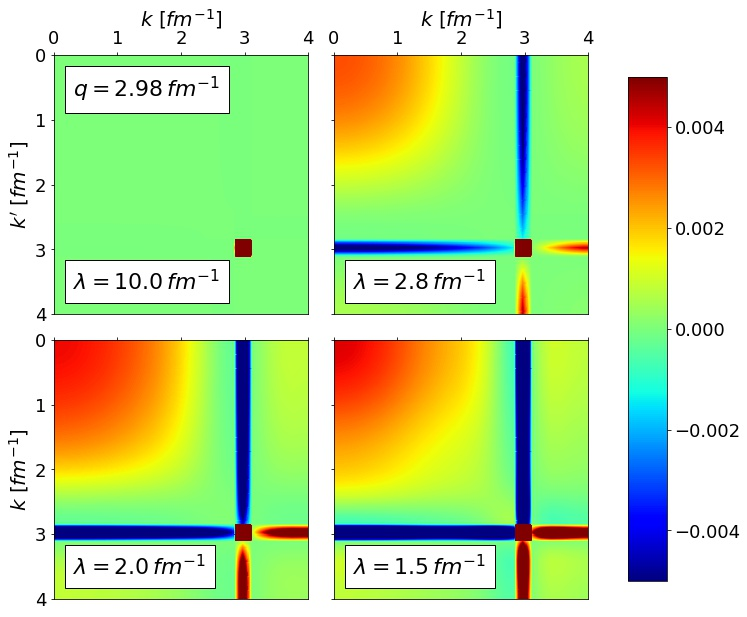 k [fm⁻¹] k [fm⁻¹]
0 1 2 3 4 0 1 2 3 4
0
1
2
3
4
k′ [fm⁻¹]
q = 2.98 fm⁻¹
λ = 10.0 fm⁻¹
λ = 2.8 fm⁻¹
0
1
2
3
4
k [fm⁻¹]
λ = 2.0 fm⁻¹
λ = 1.5 fm⁻¹
0.004
0.002
0.000
−0.002
−0.004